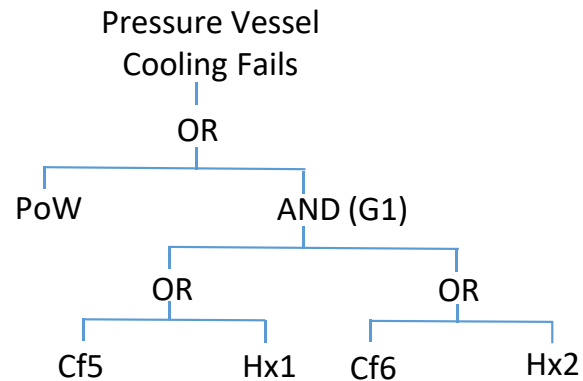 Pressure Vessel
Cooling Fails
OR
PoW
AND (G1)
OR
OR
Cf5
Hx1
Cf6
Hx2